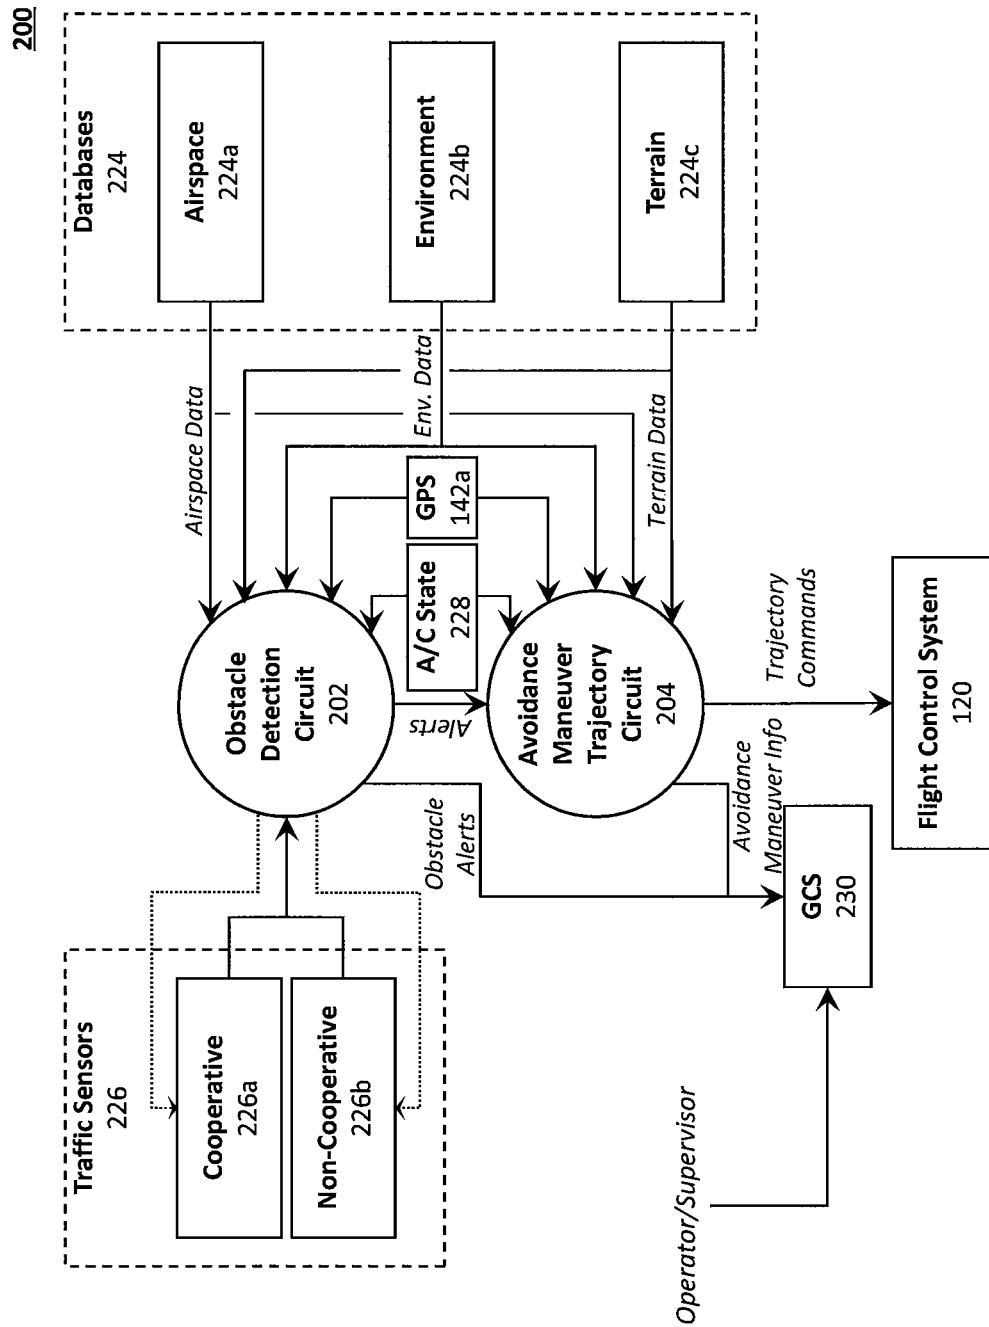 200
Traffic Sensors
226
Cooperative
226a
Non-Cooperative
226b
Obstacle
Detection
Circuit
202
Databases
224
Airspace
224a
Environment
224b
Terrain
224c
Airspace Data
Env. Data
Terrain Data
A/C State
228
GPS
142a
Alerts
Obstacle
Alerts
Avoidance
Maneuver
Trajectory
Circuit
204
Avoidance
Maneuver Info
Trajectory
Commands
Operator/Supervisor
GCS
230
Flight Control System
120